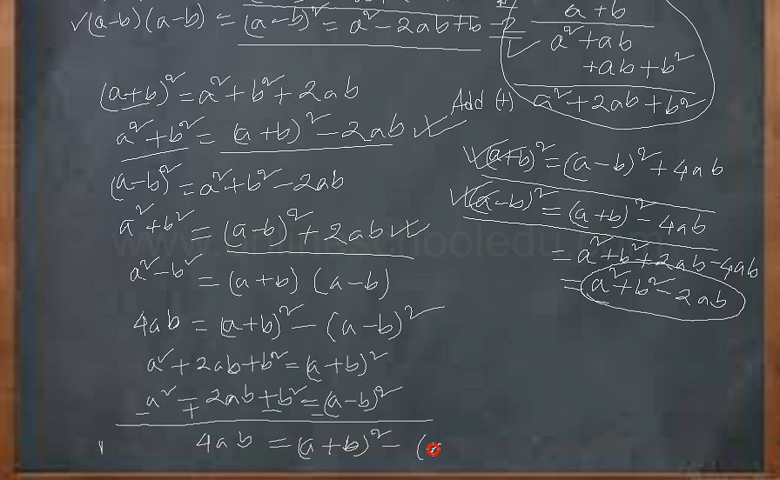 √(a-b)(a-b) = (a-b)² = a² - 2ab + b²
(a+b)² = a² + b² + 2ab
a² + b² = (a+b)² - 2ab ✓
(a-b)² = a² + b² - 2ab
a² + b² = (a-b)² + 2ab ✓
a² - b² = (a+b) (a-b)
4ab = (a+b)² - (a-b)²
a² + 2ab + b² = (a+b)²
a² ∓ 2ab + b² = (a-b)²
4ab = (a+b)² - (
a + b
a² + ab
+ab + b²
Add (+) a² + 2ab + b²
√(a+b)² = (a-b)² + 4ab
√(a-b)² = (a+b)² - 4ab
= a² + b² + 2ab - 4ab
= a² + b² - 2ab